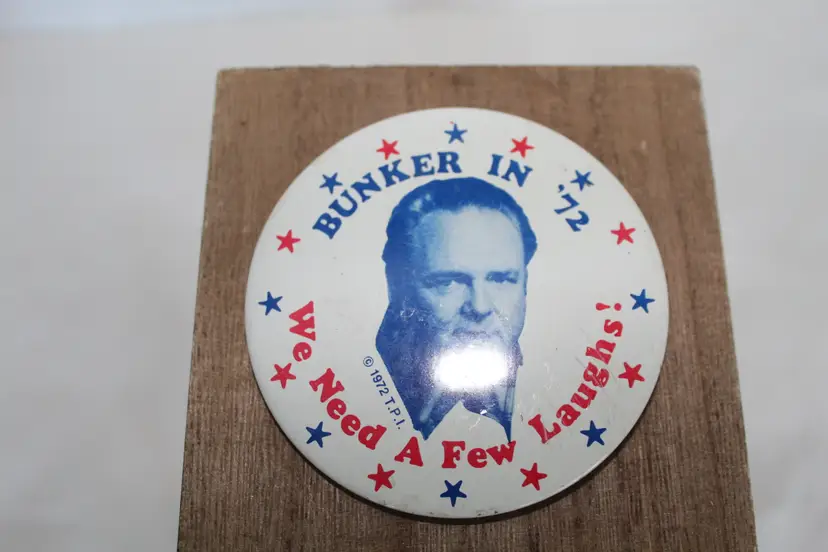 BUNKER IN '72
© 1972 T.P.I.
We Need A Few Laughs!